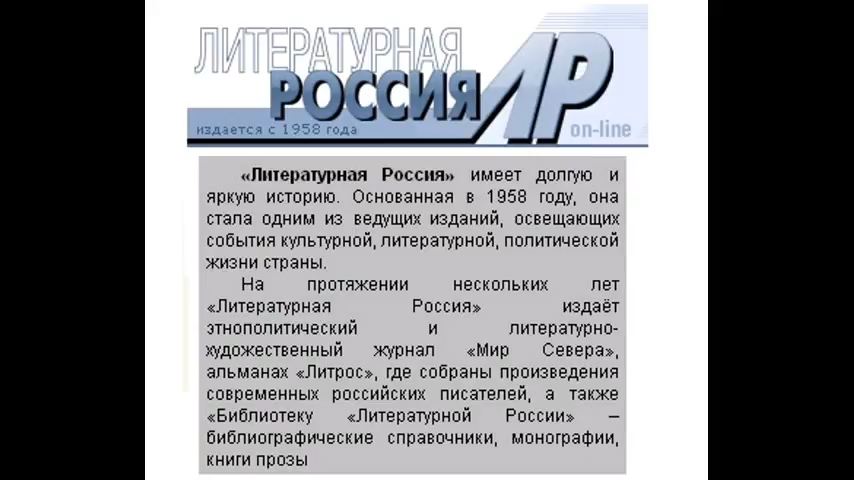 ЛИТЕРАТУРНАЯ
РОССИЯ
ЛР
издается с 1958 года
on-line
«Литературная Россия» имеет долгую и
яркую историю. Основанная в 1958 году, она
стала одним из ведущих изданий, освещающих
события культурной, литературной, политической
жизни страны.
На протяжении нескольких лет
«Литературная Россия» издаёт
этнополитический и литературно-
художественный журнал «Мир Севера»,
альманах «Литрос», где собраны произведения
современных российских писателей, а также
«Библиотеку «Литературной России» –
библиографические справочники, монографии,
книги прозы